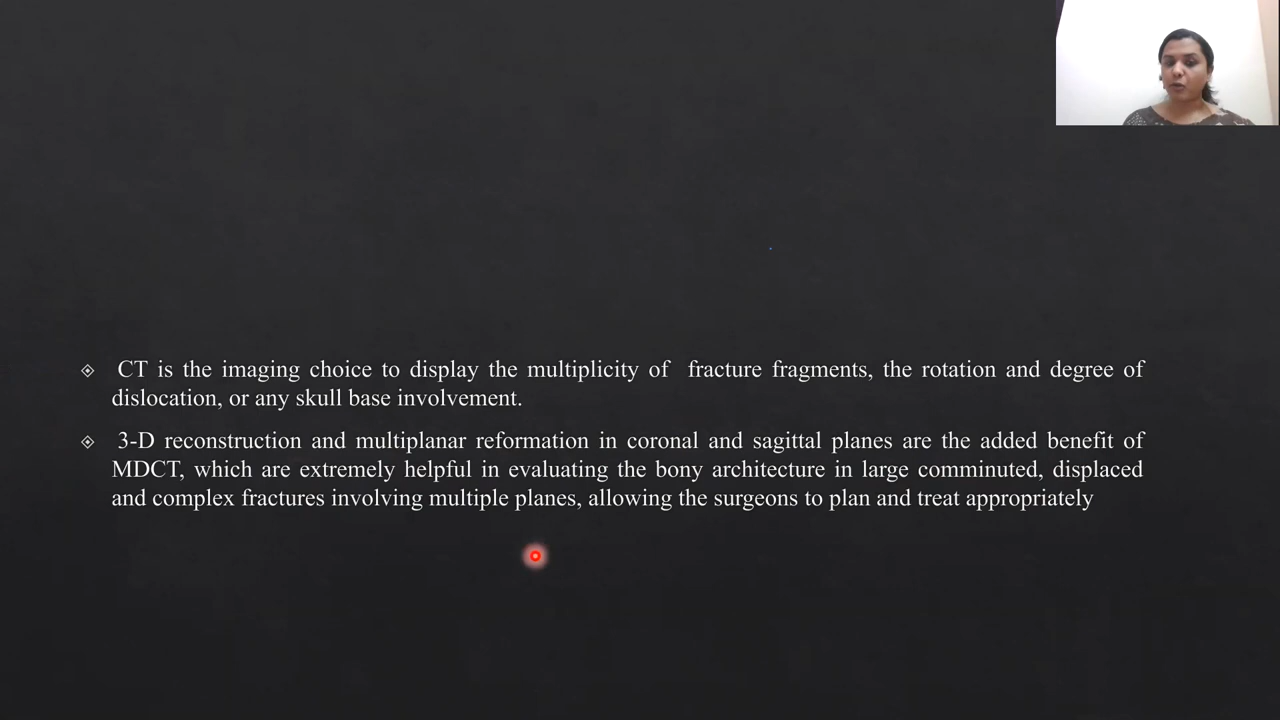 CT is the imaging choice to display the multiplicity of fracture fragments, the rotation and degree of
dislocation, or any skull base involvement.
3-D reconstruction and multiplanar reformation in coronal and sagittal planes are the added benefit of
MDCT, which are extremely helpful in evaluating the bony architecture in large comminuted, displaced
and complex fractures involving multiple planes, allowing the surgeons to plan and treat appropriately